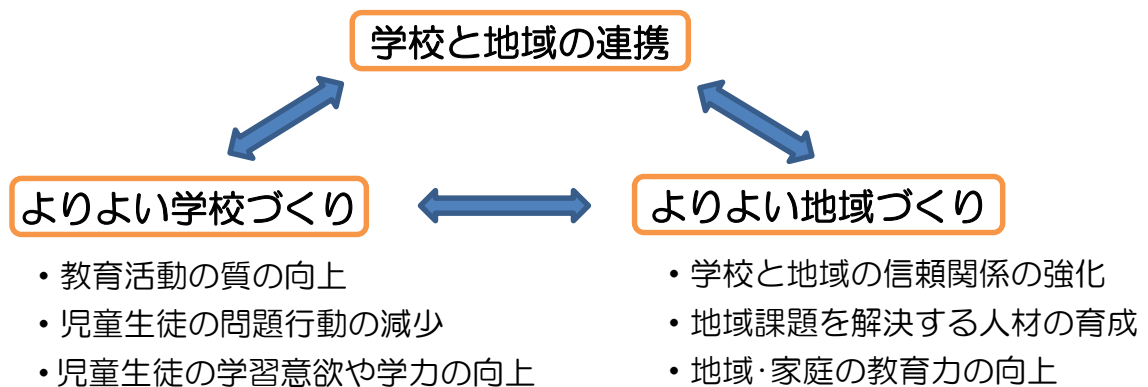 学校と地域の連携
よりよい学校づくり
よりよい地域づくり
・教育活動の質の向上
・児童生徒の問題行動の減少
・児童生徒の学習意欲や学力の向上
・学校と地域の信頼関係の強化
・地域課題を解決する人材の育成
・地域・家庭の教育力の向上